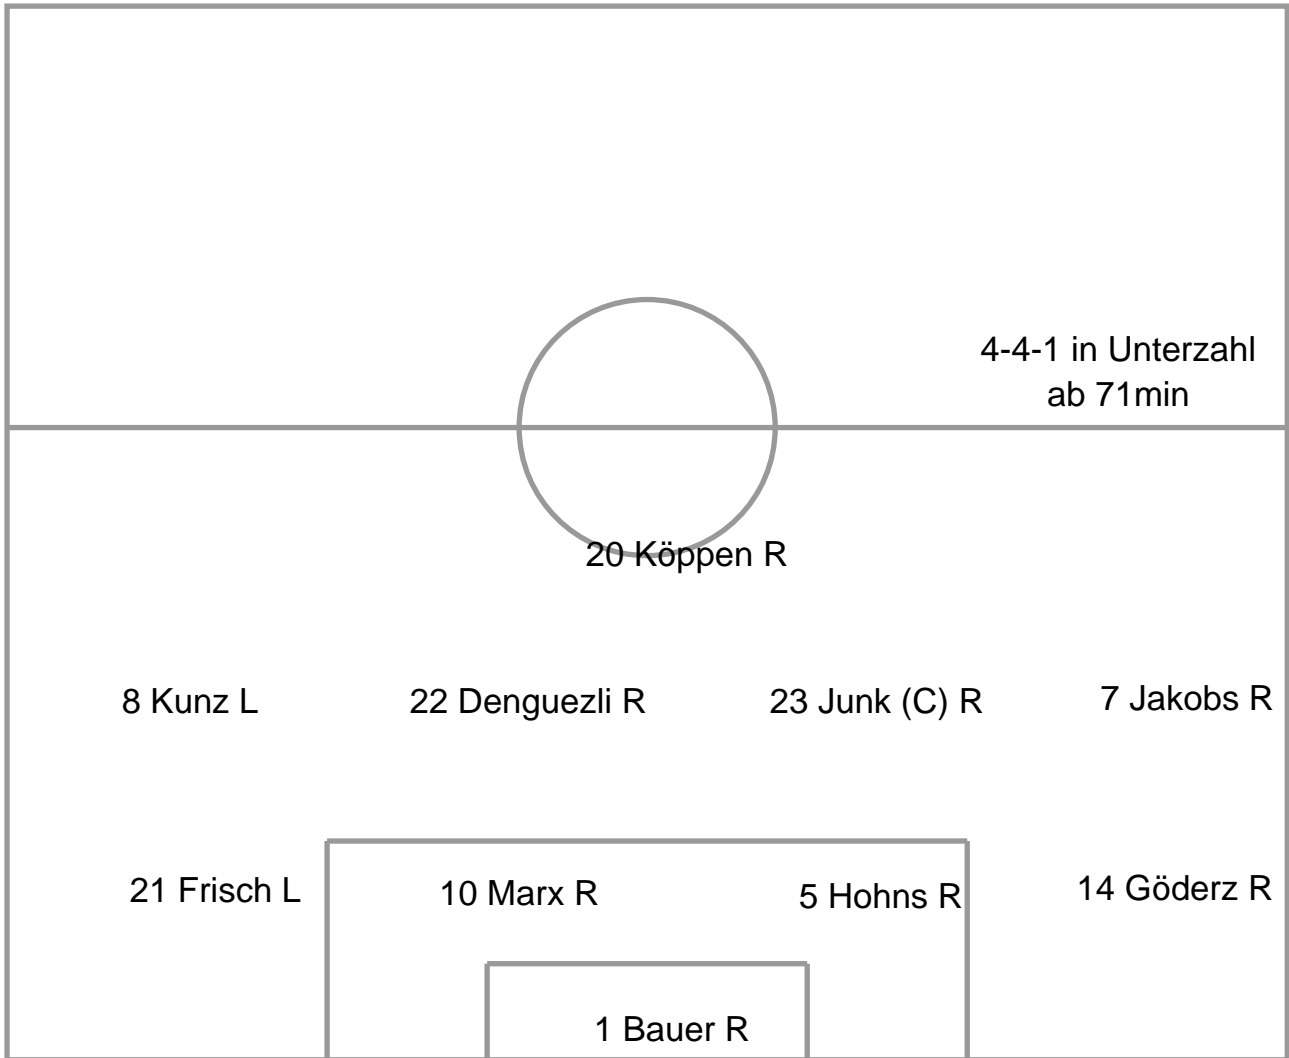 4-4-1 in Unterzahl
ab 71min
20 Köppen R
8 Kunz L
22 Denguezli R
23 Junk (C) R
7 Jakobs R
21 Frisch L
10 Marx R
5 Hohns R
14 Göderz R
1 Bauer R